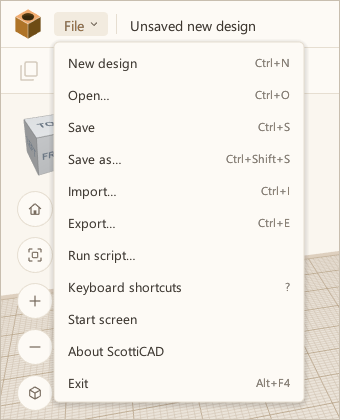 File Unsaved new design
New design Ctrl+N
Open... Ctrl+O
Save Ctrl+S
Save as... Ctrl+Shift+S
Import... Ctrl+I
Export... Ctrl+E
Run script...
Keyboard shortcuts ?
Start screen
About ScottiCAD
Exit Alt+F4